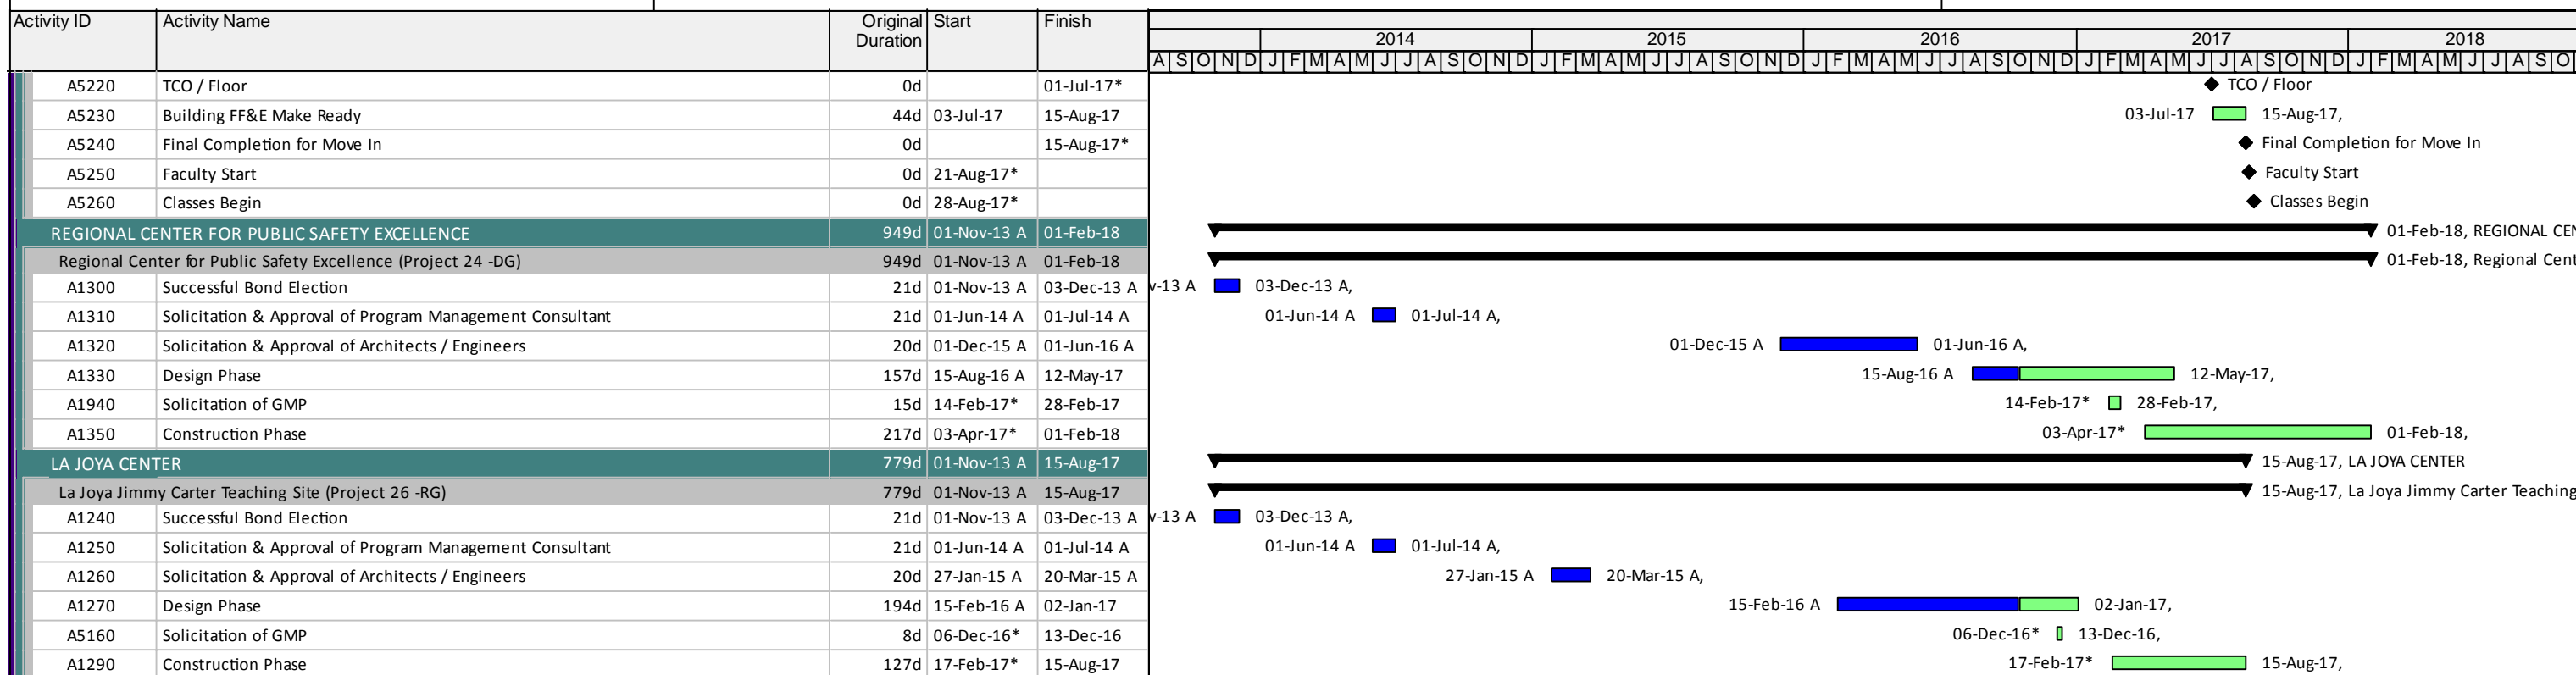 Activity ID Activity Name Original Duration Start Finish
2014 2015 2016 2017 2018
A S O N D J F M A M J J A S O N D J F M A M J J A S O N D J F M A M J J A S O N D J F M A M J J A S O N D J F M A M J J A S O
A5220 TCO / Floor 0d 01-Jul-17* TCO / Floor
A5230 Building FF&E Make Ready 44d 03-Jul-17 15-Aug-17 03-Jul-17 15-Aug-17,
A5240 Final Completion for Move In 0d 15-Aug-17* Final Completion for Move In
A5250 Faculty Start 0d 21-Aug-17* Faculty Start
A5260 Classes Begin 0d 28-Aug-17* Classes Begin
REGIONAL CENTER FOR PUBLIC SAFETY EXCELLENCE 949d 01-Nov-13 A 01-Feb-18 01-Feb-18, REGIONAL CEN
Regional Center for Public Safety Excellence (Project 24 -DG) 949d 01-Nov-13 A 01-Feb-18 01-Feb-18, Regional Cent
A1300 Successful Bond Election 21d 01-Nov-13 A 03-Dec-13 A v-13 A 03-Dec-13 A,
A1310 Solicitation & Approval of Program Management Consultant 21d 01-Jun-14 A 01-Jul-14 A 01-Jun-14 A 01-Jul-14 A,
A1320 Solicitation & Approval of Architects / Engineers 20d 01-Dec-15 A 01-Jun-16 A 01-Dec-15 A 01-Jun-16 A,
A1330 Design Phase 157d 15-Aug-16 A 12-May-17 15-Aug-16 A 12-May-17,
A1940 Solicitation of GMP 15d 14-Feb-17* 28-Feb-17 14-Feb-17* 28-Feb-17,
A1350 Construction Phase 217d 03-Apr-17* 01-Feb-18 03-Apr-17* 01-Feb-18,
LA JOYA CENTER 779d 01-Nov-13 A 15-Aug-17 15-Aug-17, LA JOYA CENTER
La Joya Jimmy Carter Teaching Site (Project 26 -RG) 779d 01-Nov-13 A 15-Aug-17 15-Aug-17, La Joya Jimmy Carter Teaching
A1240 Successful Bond Election 21d 01-Nov-13 A 03-Dec-13 A v-13 A 03-Dec-13 A,
A1250 Solicitation & Approval of Program Management Consultant 21d 01-Jun-14 A 01-Jul-14 A 01-Jun-14 A 01-Jul-14 A,
A1260 Solicitation & Approval of Architects / Engineers 20d 27-Jan-15 A 20-Mar-15 A 27-Jan-15 A 20-Mar-15 A,
A1270 Design Phase 194d 15-Feb-16 A 02-Jan-17 15-Feb-16 A 02-Jan-17,
A5160 Solicitation of GMP 8d 06-Dec-16* 13-Dec-16 06-Dec-16* 13-Dec-16,
A1290 Construction Phase 127d 17-Feb-17* 15-Aug-17 17-Feb-17* 15-Aug-17,